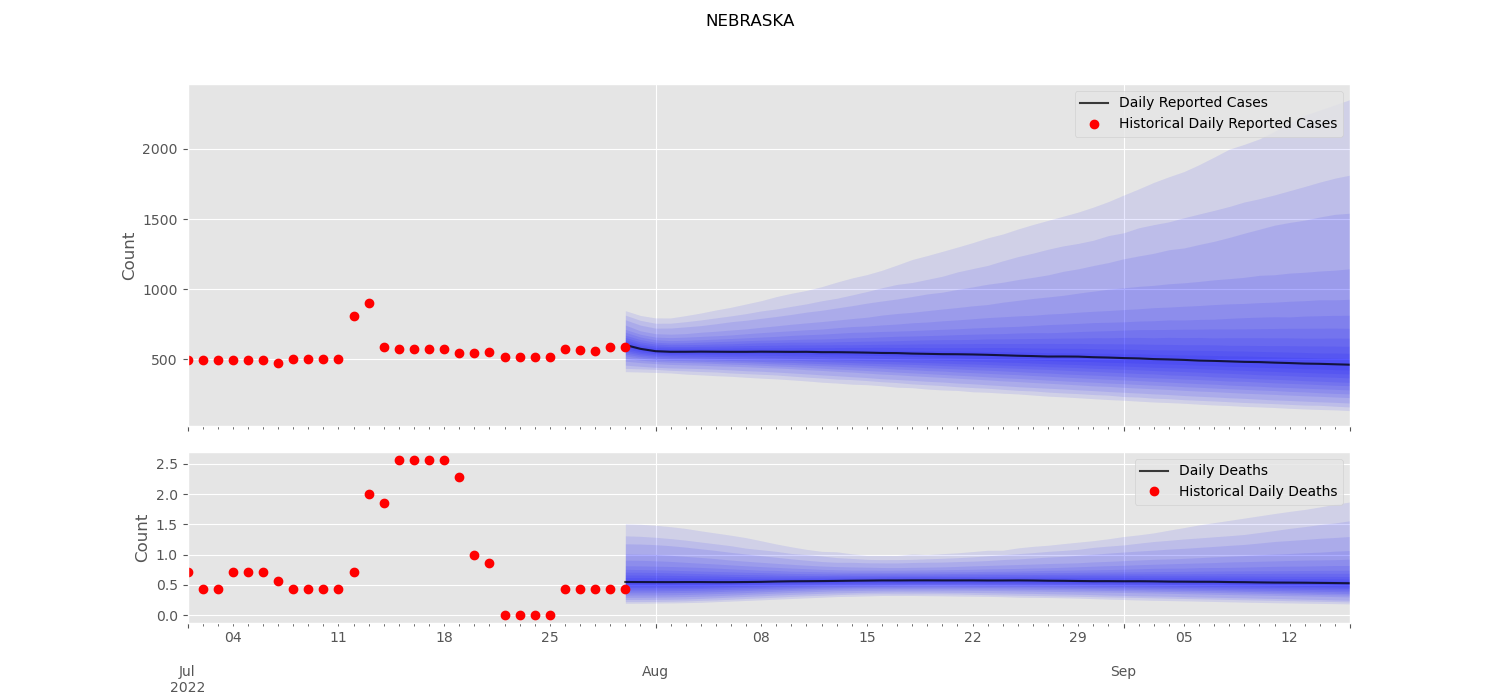 NEBRASKA
Daily Reported Cases
Historical Daily Reported Cases
2000
1500
1000
500
Count
Daily Deaths
Historical Daily Deaths
2.5
2.0
1.5
1.0
0.5
0.0
Count
04 11 18 25 08 15 22 29 05 12
Jul Aug Sep
2022